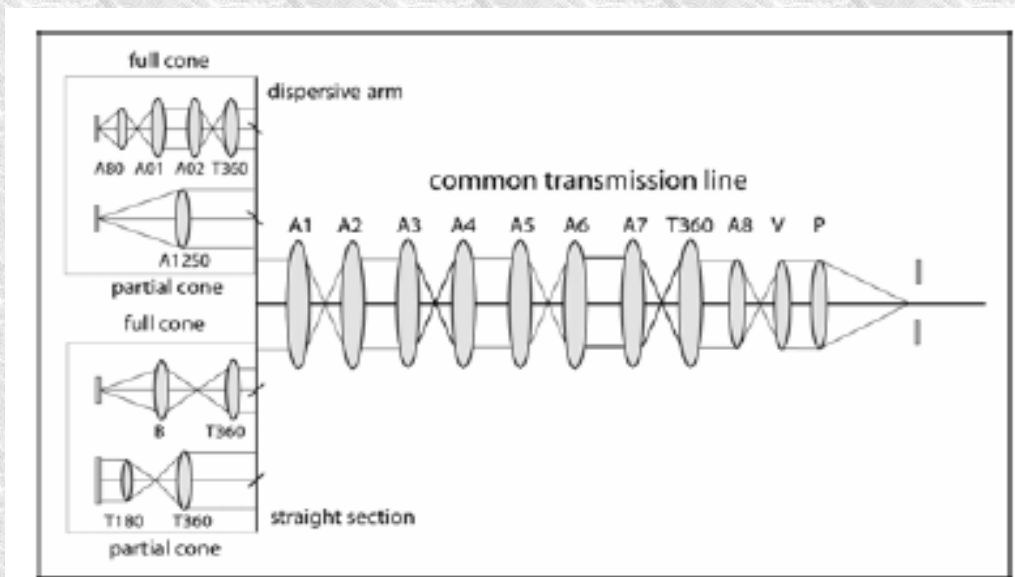 full cone
dispersive arm
A80 A01 A02 T360
common transmission line
A1 A2 A3 A4 A5 A6 A7 T360 A8 V P
A1250
partial cone
full cone
B T360
straight section
T180 T360
partial cone